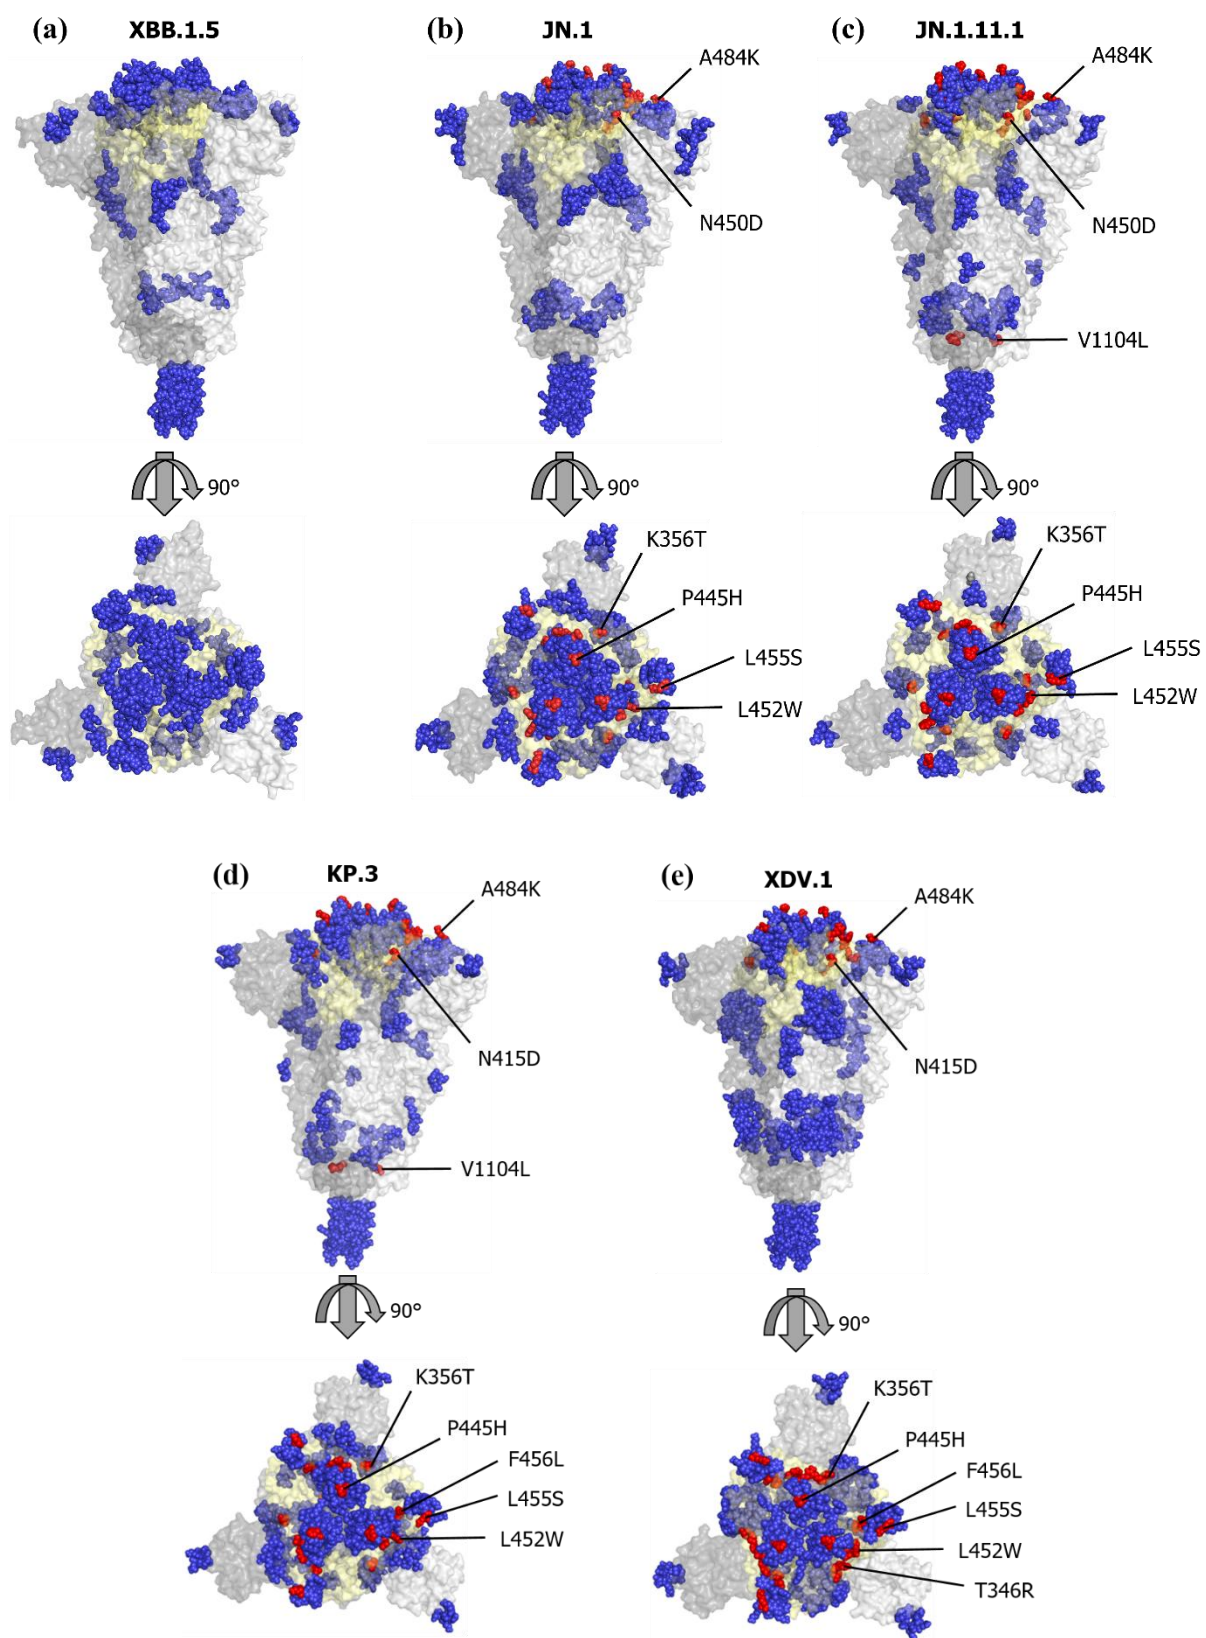 (a) XBB.1.5
(b) JN.1
(c) JN.1.11.1
A484K
N450D
A484K
N450D
V1104L
90°
90°
90°
K356T
P445H
L455S
L452W
K356T
P445H
L455S
L452W
(d) KP.3
(e) XDV.1
A484K
N415D
V1104L
A484K
N415D
90°
90°
K356T
P445H
F456L
L455S
L452W
K356T
P445H
F456L
L455S
L452W
T346R